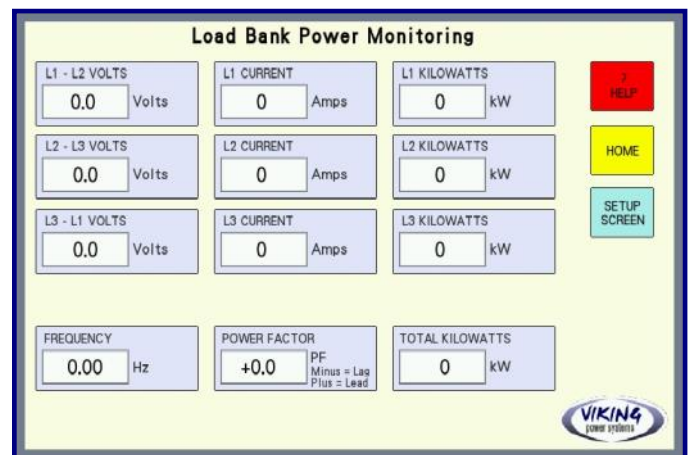 Load Bank Power Monitoring
L1 - L2 VOLTS
0.0 Volts
L1 CURRENT
0 Amps
L1 KILOWATTS
0 kW
?
HELP
L2 - L3 VOLTS
0.0 Volts
L2 CURRENT
0 Amps
L2 KILOWATTS
0 kW
HOME
L3 - L1 VOLTS
0.0 Volts
L3 CURRENT
0 Amps
L3 KILOWATTS
0 kW
SETUP
SCREEN
FREQUENCY
0.00 Hz
POWER FACTOR
+0.0
PF
Minus = Lag
Plus = Lead
TOTAL KILOWATTS
0 kW
VIKING
power systems